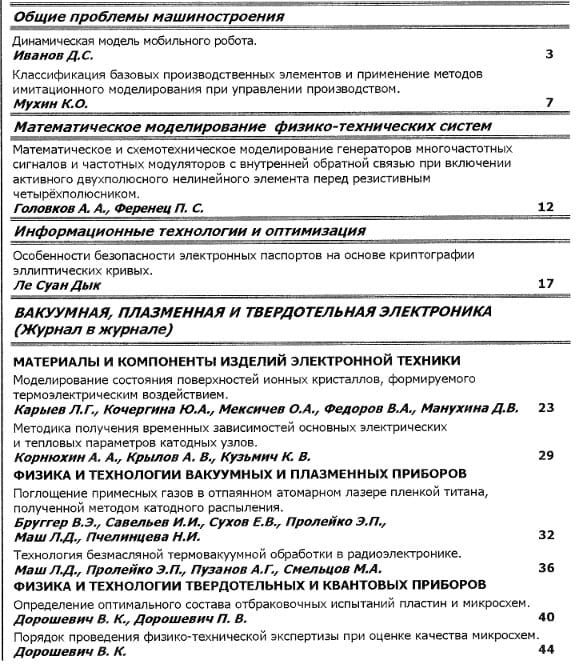 Общие проблемы машиностроения
Динамическая модель мобильного робота.
Иванов Д.С. 3
Классификация базовых производственных элементов и применение методов
имитационного моделирования при управлении производством.
Мухин К.О. 7
Математическое моделирование физико-технических систем
Математическое и схемотехническое моделирование генераторов многочастотных
сигналов и частотных модуляторов с внутренней обратной связью при включении
активного двухполюсного нелинейного элемента перед резистивным
четырёхполюсником.
Головков А. А., Ференец П. С. 12
Информационные технологии и оптимизация
Особенности безопасности электронных паспортов на основе криптографии
эллиптических кривых.
Ле Суан Дык 17
ВАКУУМНАЯ, ПЛАЗМЕННАЯ И ТВЕРДОТЕЛЬНАЯ ЭЛЕКТРОНИКА
(Журнал в журнале)
МАТЕРИАЛЫ И КОМПОНЕНТЫ ИЗДЕЛИЙ ЭЛЕКТРОННОЙ ТЕХНИКИ
Моделирование состояния поверхностей ионных кристаллов, формируемого
термоэлектрическим воздействием.
Карыев Л.Г., Кочергина Ю.А., Мексичев О.А., Федоров В.А., Манухина Д.В. 23
Методика получения временных зависимостей основных электрических
и тепловых параметров катодных узлов.
Корнюхин А. А., Крылов А. В., Кузьмич К. В. 29
ФИЗИКА И ТЕХНОЛОГИИ ВАКУУМНЫХ И ПЛАЗМЕННЫХ ПРИБОРОВ
Поглощение примесных газов в отпаянном атомарном лазере пленкой титана,
полученной методом катодного распыления.
Бруггер В.Э., Савельев И.И., Сухов Е.В., Пролейко Э.П.,
Маш Л.Д., Пчелинцева Н.И. 32
Технология безмасляной термовакуумной обработки в радиоэлектронике.
Маш Л.Д., Пролейко Э.П., Пузанов А.Г., Смельцов М.А. 36
ФИЗИКА И ТЕХНОЛОГИИ ТВЕРДОТЕЛЬНЫХ И КВАНТОВЫХ ПРИБОРОВ
Определение оптимального состава отбраковочных испытаний пластин и микросхем.
Дорошевич В. К., Дорошевич П. В. 40
Порядок проведения физико-технической экспертизы при оценке качества микросхем.
Дорошевич В. К. 44